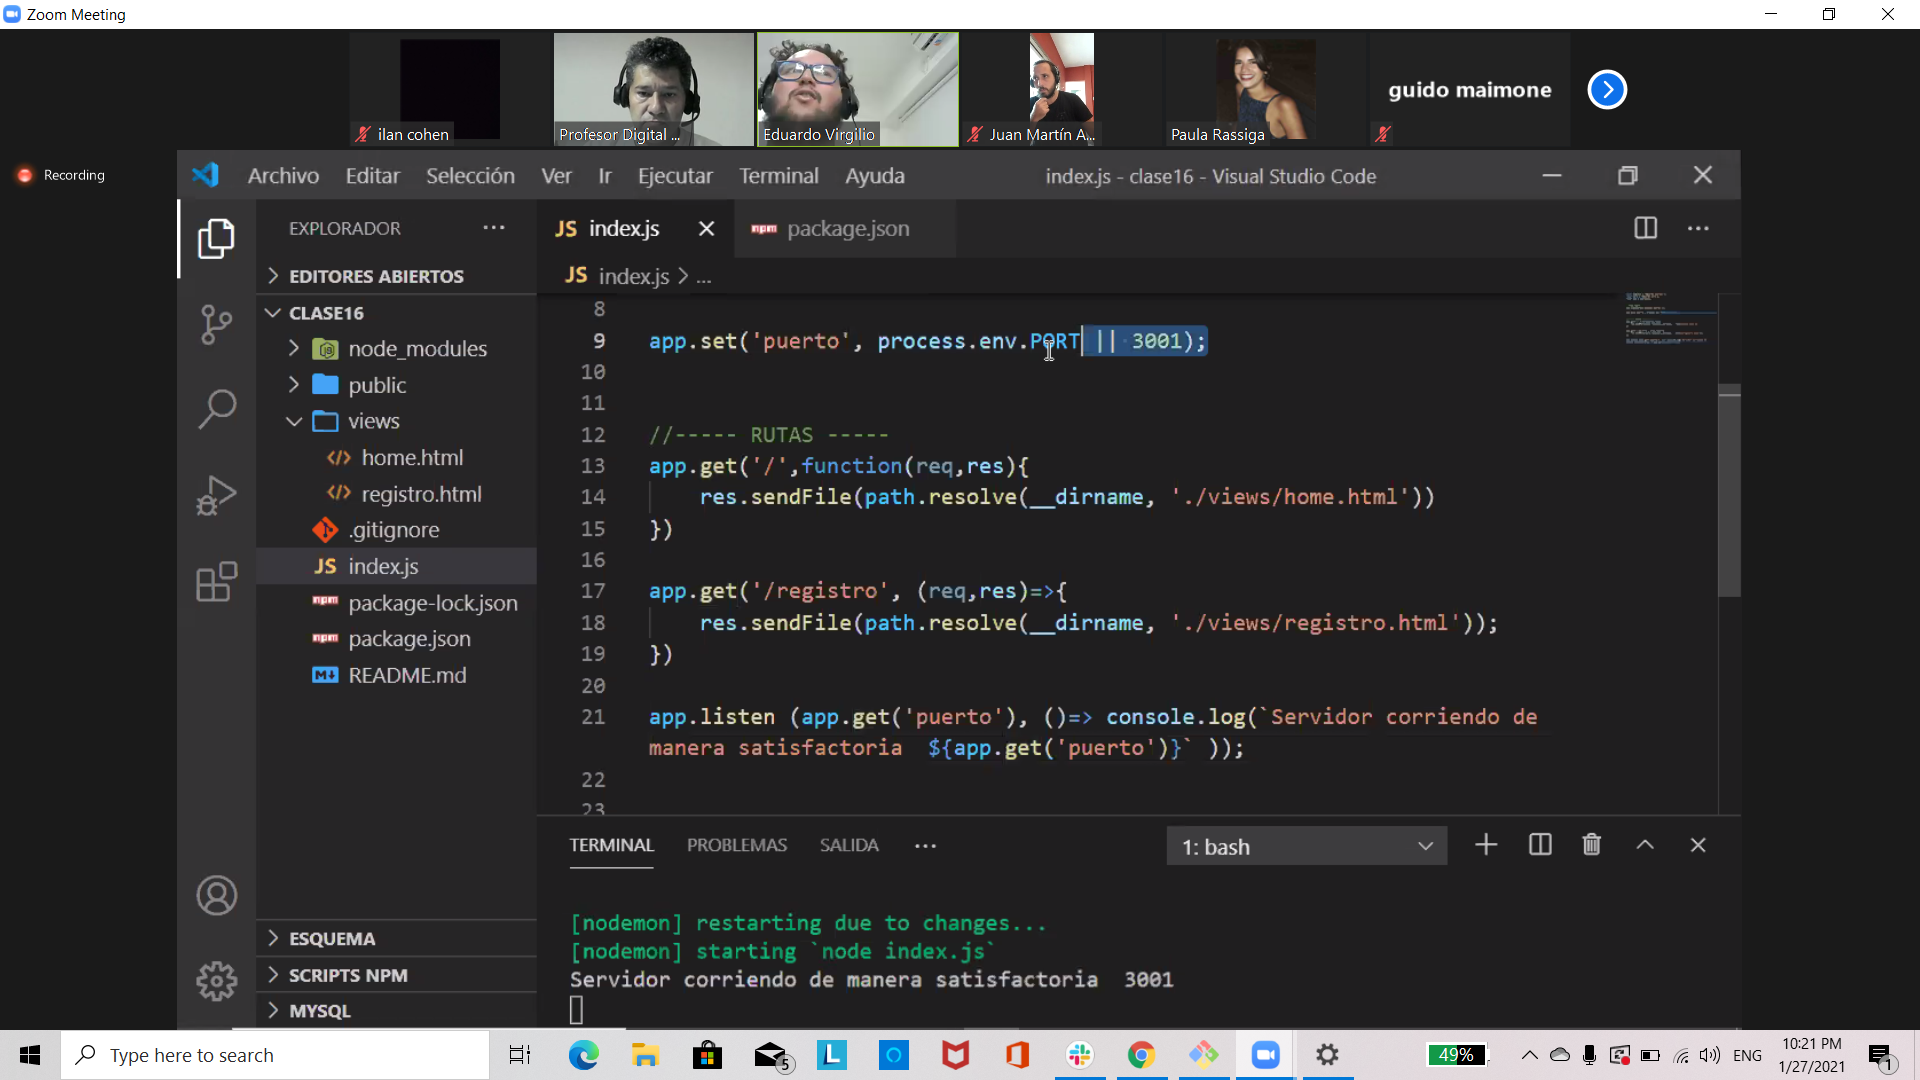 Zoom Meeting
ilan cohen
Profesor Digital ...
Eduardo Virgilio
Juan Martín A...
Paula Rassiga
guido maimone
Recording
Archivo Editar Selección Ver Ir Ejecutar Terminal Ayuda
index.js - clase16 - Visual Studio Code
EXPLORADOR ...
JS index.js
npm package.json
EDITORES ABIERTOS
JS index.js > ...
CLASE16
node_modules
public
views
home.html
registro.html
.gitignore
JS index.js
npm package-lock.json
npm package.json
README.md
ESQUEMA
SCRIPTS NPM
MYSQL
8
9 app.set('puerto', process.env.PORT || 3001);
10
11
12 //----- RUTAS -----
13 app.get('/',function(req,res){
14 res.sendFile(path.resolve(__dirname, './views/home.html'))
15 })
16
17 app.get('/registro', (req,res)=>{
18 res.sendFile(path.resolve(__dirname, './views/registro.html'));
19 })
20
21 app.listen (app.get('puerto'), ()=> console.log(`Servidor corriendo de
manera satisfactoria  ${app.get('puerto')}` ));
22
23
TERMINAL PROBLEMAS SALIDA ...
1: bash
[nodemon] restarting due to changes...
[nodemon] starting `node index.js`
Servidor corriendo de manera satisfactoria  3001
Type here to search
5
L
49%
ENG
10:21 PM
1/27/2021
1